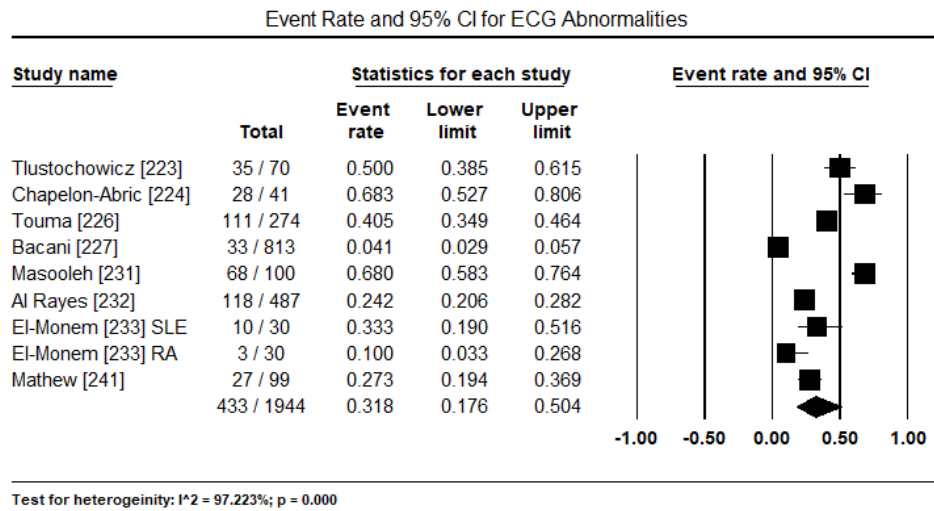 Event Rate and 95% CI for ECG Abnormalities
Study name Statistics for each study Event rate and 95% CI
Total Event rate Lower limit Upper limit
Tlustochowicz [223] 35 / 70 0.500 0.385 0.615
Chapelon-Abric [224] 28 / 41 0.683 0.527 0.806
Touma [226] 111 / 274 0.405 0.349 0.464
Bacani [227] 33 / 813 0.041 0.029 0.057
Masooleh [231] 68 / 100 0.680 0.583 0.764
Al Rayes [232] 118 / 487 0.242 0.206 0.282
El-Monem [233] SLE 10 / 30 0.333 0.190 0.516
El-Monem [233] RA 3 / 30 0.100 0.033 0.268
Mathew [241] 27 / 99 0.273 0.194 0.369
433 / 1944 0.318 0.176 0.504
-1.00 -0.50 0.00 0.50 1.00
Test for heterogeinity: I^2 = 97.223%; p = 0.000